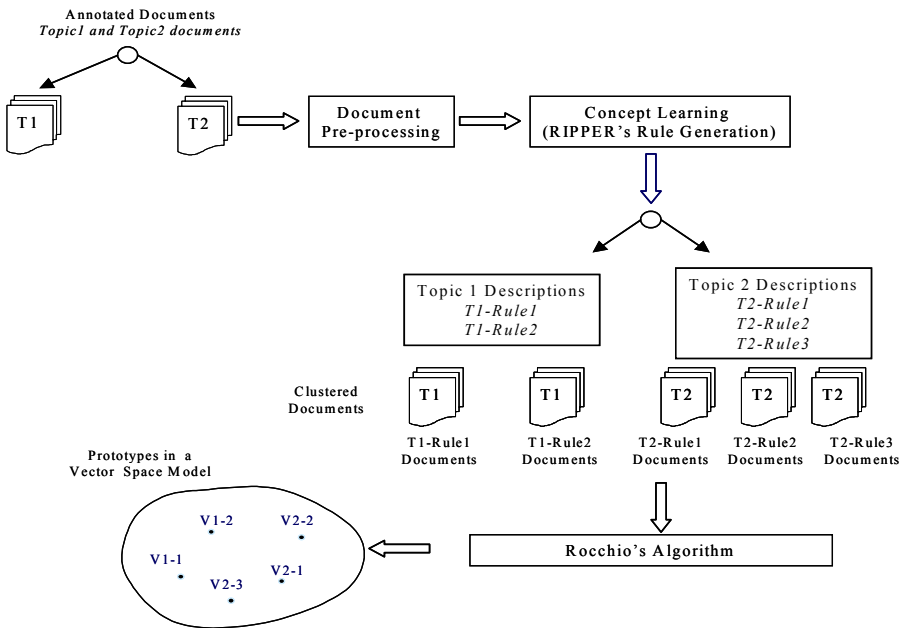 Annotated Documents
Topic1 and Topic2 documents
T1
T2
Document
Pre-processing
Concept Learning
(RIPPER's Rule Generation)
Topic 1 Descriptions
T1-Rule1
T1-Rule2
Topic 2 Descriptions
T2-Rule1
T2-Rule2
T2-Rule3
Clustered
Documents
T1
T1
T2
T2
T2
T1-Rule1
Documents
T1-Rule2
Documents
T2-Rule1
Documents
T2-Rule2
Documents
T2-Rule3
Documents
Prototypes in a
Vector Space Model
V1-2
V2-2
V1-1
V2-3
V2-1
Rocchio's Algorithm